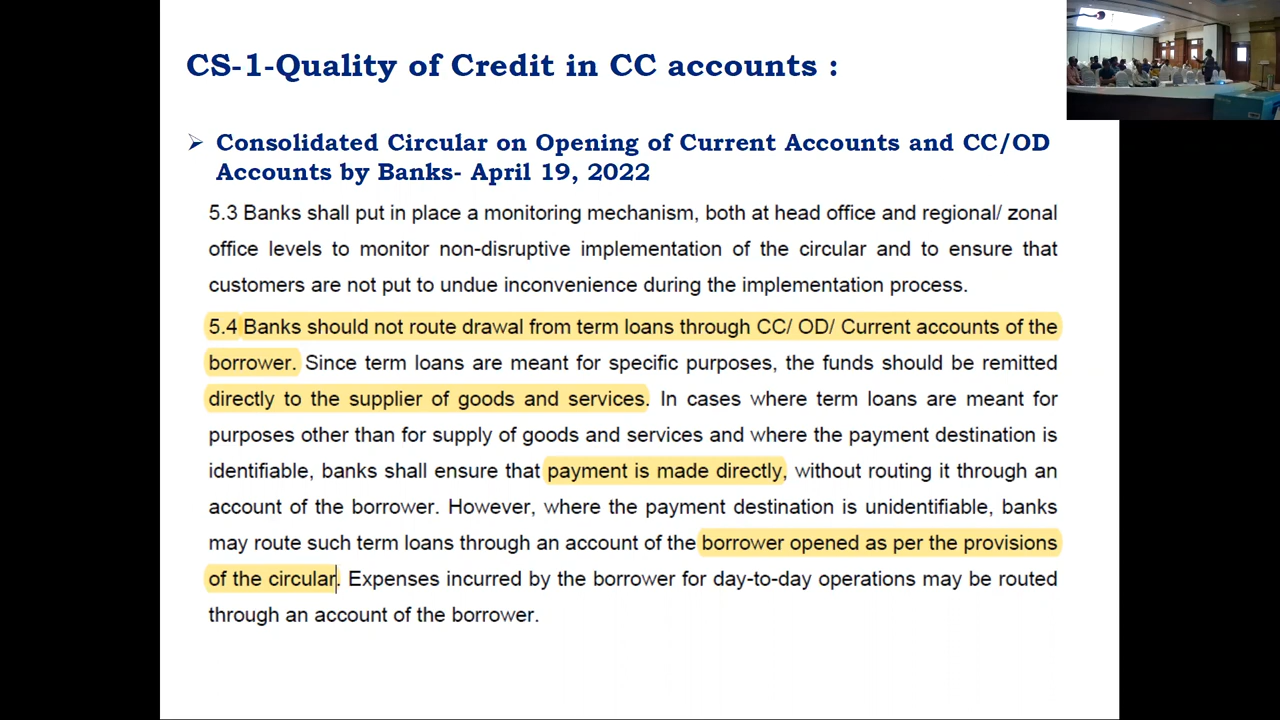 CS-1-Quality of Credit in CC accounts :
➢ Consolidated Circular on Opening of Current Accounts and CC/OD
Accounts by Banks- April 19, 2022
5.3 Banks shall put in place a monitoring mechanism, both at head office and regional/ zonal
office levels to monitor non-disruptive implementation of the circular and to ensure that
customers are not put to undue inconvenience during the implementation process.
5.4 Banks should not route drawal from term loans through CC/ OD/ Current accounts of the
borrower. Since term loans are meant for specific purposes, the funds should be remitted
directly to the supplier of goods and services. In cases where term loans are meant for
purposes other than for supply of goods and services and where the payment destination is
identifiable, banks shall ensure that payment is made directly, without routing it through an
account of the borrower. However, where the payment destination is unidentifiable, banks
may route such term loans through an account of the borrower opened as per the provisions
of the circular. Expenses incurred by the borrower for day-to-day operations may be routed
through an account of the borrower.